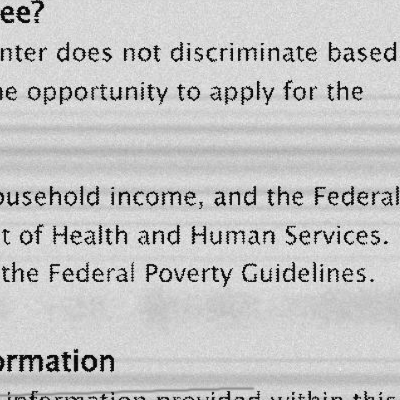 ee?
nter does not discriminate based
he opportunity to apply for the
ousehold income, and the Federal
t of Health and Human Services.
the Federal Poverty Guidelines.
ormation
information provided within this